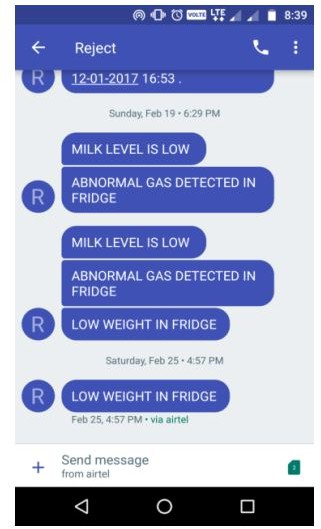 VOLTE LTE 8:39
Reject
R
12-01-2017 16:53 .
Sunday, Feb 19 • 6:29 PM
MILK LEVEL IS LOW
R
ABNORMAL GAS DETECTED IN
FRIDGE
MILK LEVEL IS LOW
ABNORMAL GAS DETECTED IN
FRIDGE
R
LOW WEIGHT IN FRIDGE
Saturday, Feb 25 • 4:57 PM
R
LOW WEIGHT IN FRIDGE
Feb 25, 4:57 PM • via airtel
Send message
from airtel